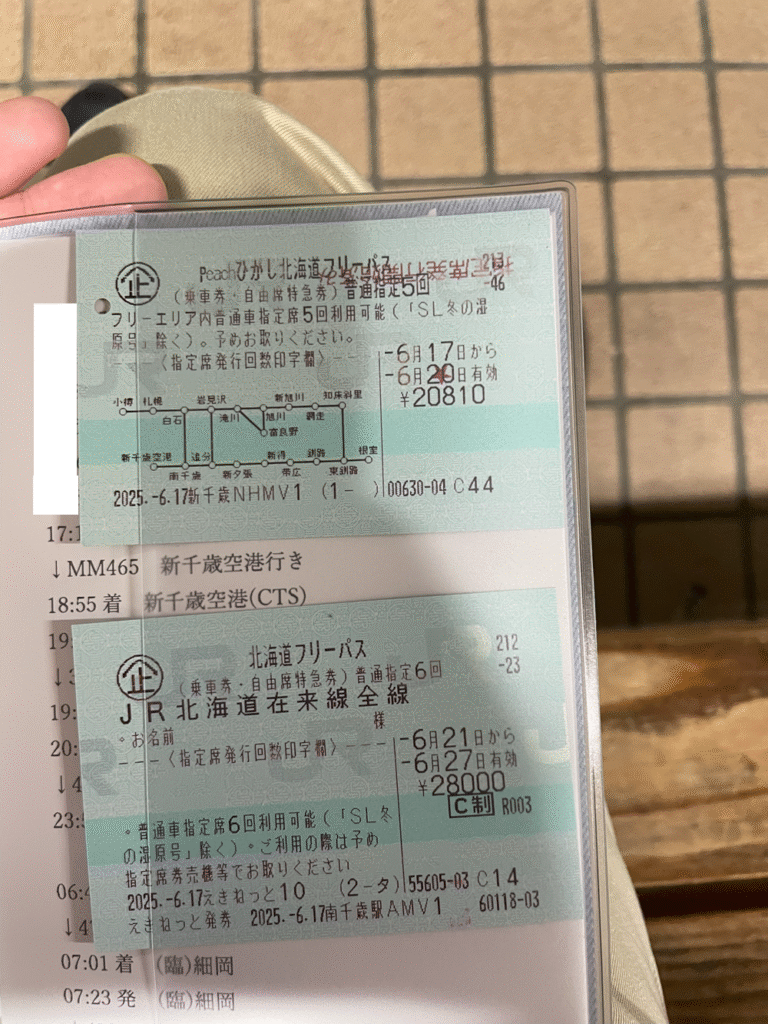 Peachひがし北海道フリーパス
213
-46
企
(乗車券・自由席特急券)普通指定5回
フリーエリア内普通車指定席5回利用可能(「SL冬の湿
原号」除く)。予めお取りください。
---〈指定席発行回数印字欄〉---
-6月17日から
-6月20日有効
¥20810
小樽 札幌 岩見沢 新旭川 知床斜里
白石 滝川 旭川 網走
富良野
新千歳空港 追分 新得 釧路 根室
南千歳 新夕張 帯広 東釧路
2025.-6.17新千歳NHMV1 (1- )00630-04 C44
↓MM465 新千歳空港行き
18:55 着 新千歳空港(CTS)
北海道フリーパス
212
-23
企
(乗車券・自由席特急券)普通指定6回
JR北海道在来線全線
。お名前 様
---〈指定席発行回数印字欄〉---
-6月21日から
-6月27日有効
¥28000
C制 R003
。普通車指定席6回利用可能(「SL冬
の湿原号」除く)。ご利用の際は予め
指定席券売機等でお取りください
2025.-6.17えきねっと10 (2-タ)55605-03 C14
えきねっと発券 2025.-6.17南千歳駅AMV1 60118-03
07:01 着 (臨)細岡
07:23 発 (臨)細岡